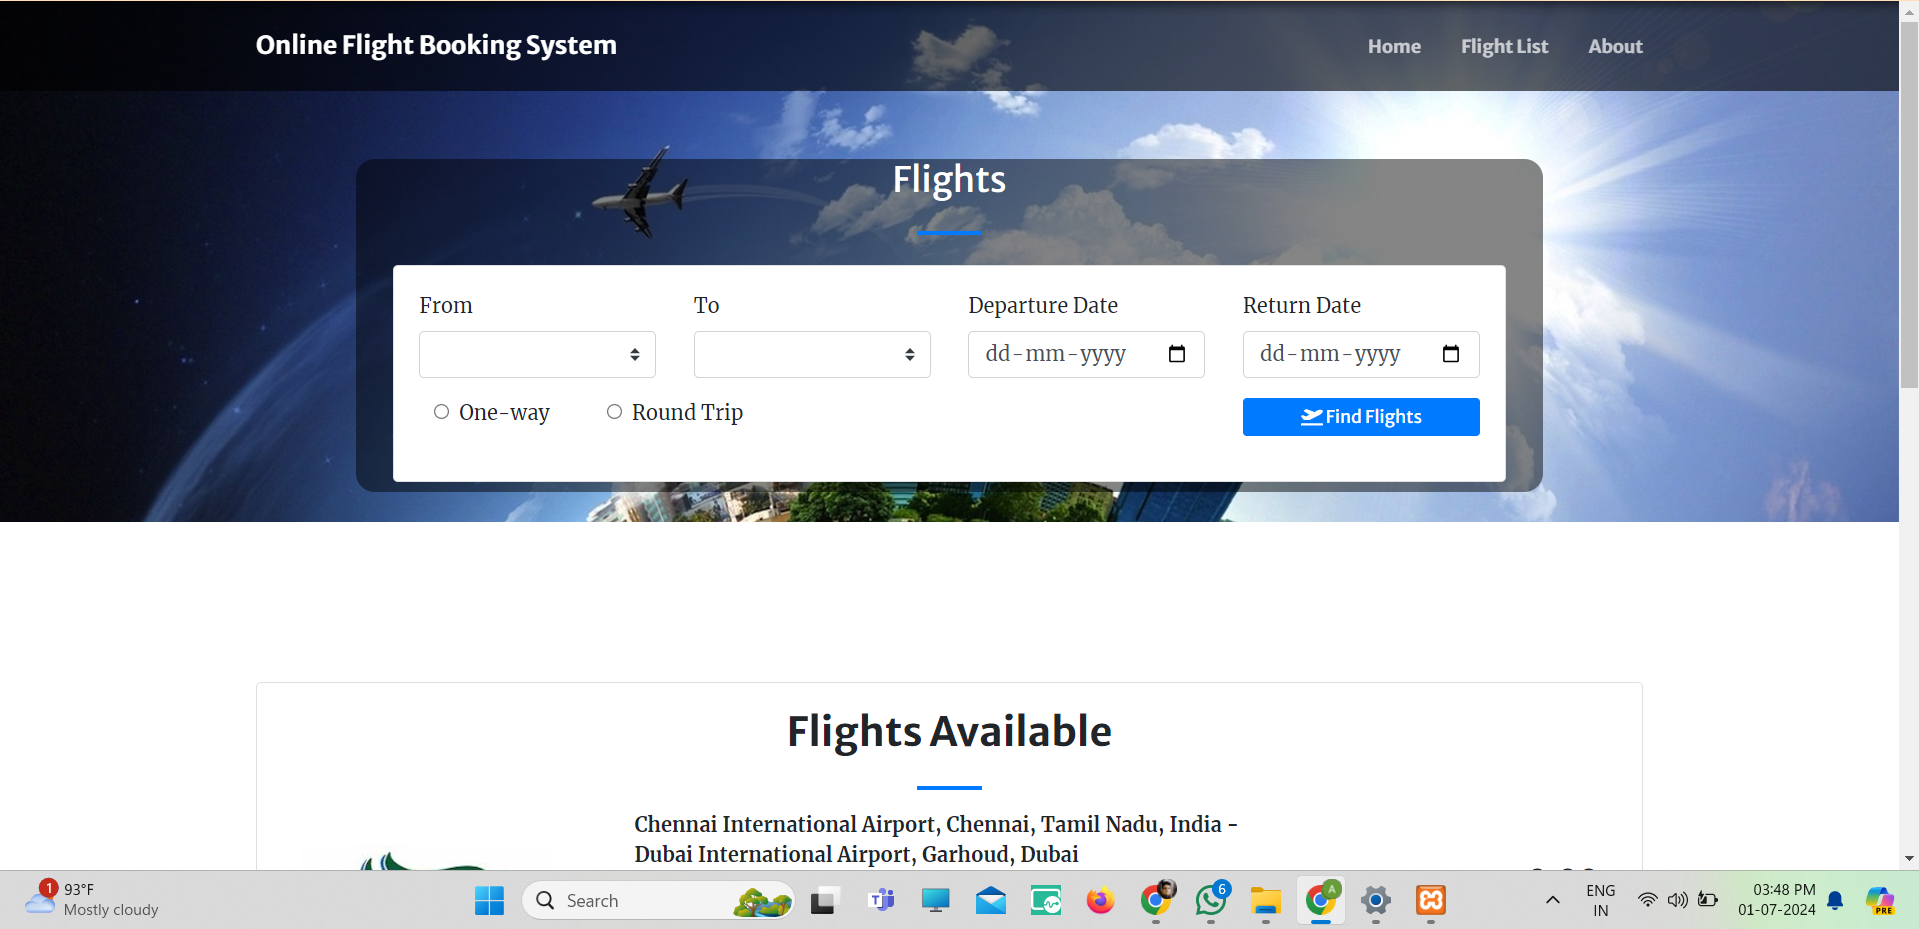 Online Flight Booking System
Home Flight List About
Flights
From To Departure Date Return Date
dd-mm-yyyy dd-mm-yyyy
One-way Round Trip Find Flights
Flights Available
Chennai International Airport, Chennai, Tamil Nadu, India -
Dubai International Airport, Garhoud, Dubai
1 93°F
Mostly cloudy
Search
T
6
A
PRE
ENG
IN
03:48 PM
01-07-2024